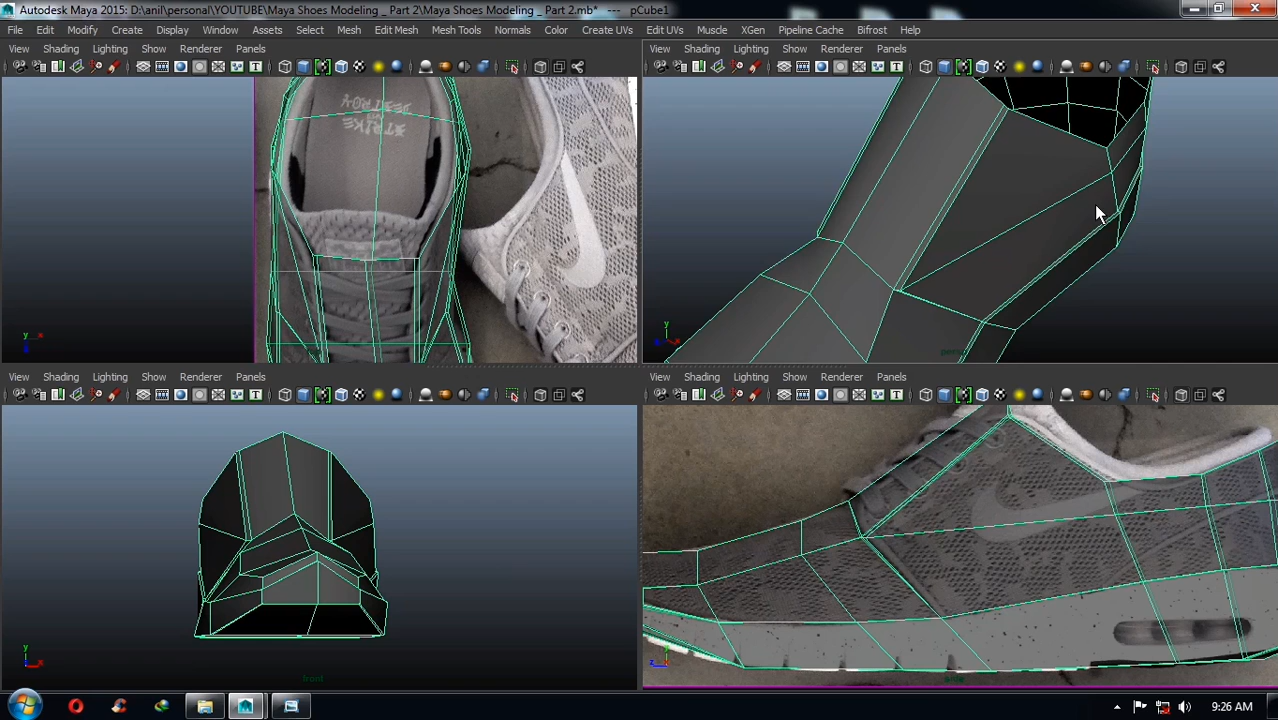 Autodesk Maya 2015: D:\anil\personal\YOUTUBE\Maya Shoes Modeling _ Part 2\Maya Shoes Modeling _ Part 2.mb* --- pCube1
File Edit Modify Create Display Window Assets Select Mesh Edit Mesh Mesh Tools Normals Color Create UVs Edit UVs Muscle XGen Pipeline Cache Bifrost Help
View Shading Lighting Show Renderer Panels
View Shading Lighting Show Renderer Panels
y
x
y
x
persp
View Shading Lighting Show Renderer Panels
View Shading Lighting Show Renderer Panels
y
x
front
y
z
side
9:26 AM